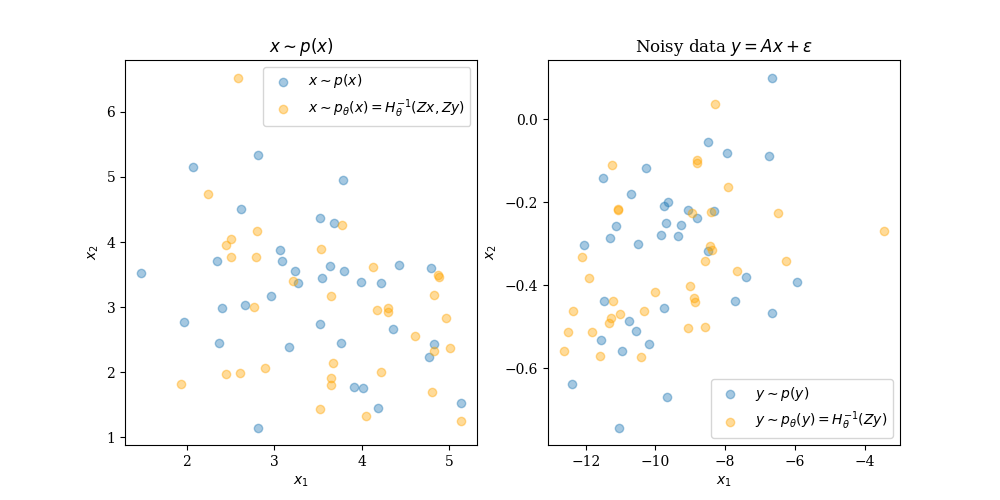 x ∼ p(x)
x ∼ p(x)
x ∼ p_θ(x) = H_θ^{-1}(Zx, Zy)
6
5
4
3
2
1
x_2
2 3 4 5
x_1
Noisy data y = Ax + ε
0.0
−0.2
−0.4
−0.6
x_2
y ∼ p(y)
y ∼ p_θ(y) = H_θ^{-1}(Zy)
−12 −10 −8 −6 −4
x_1